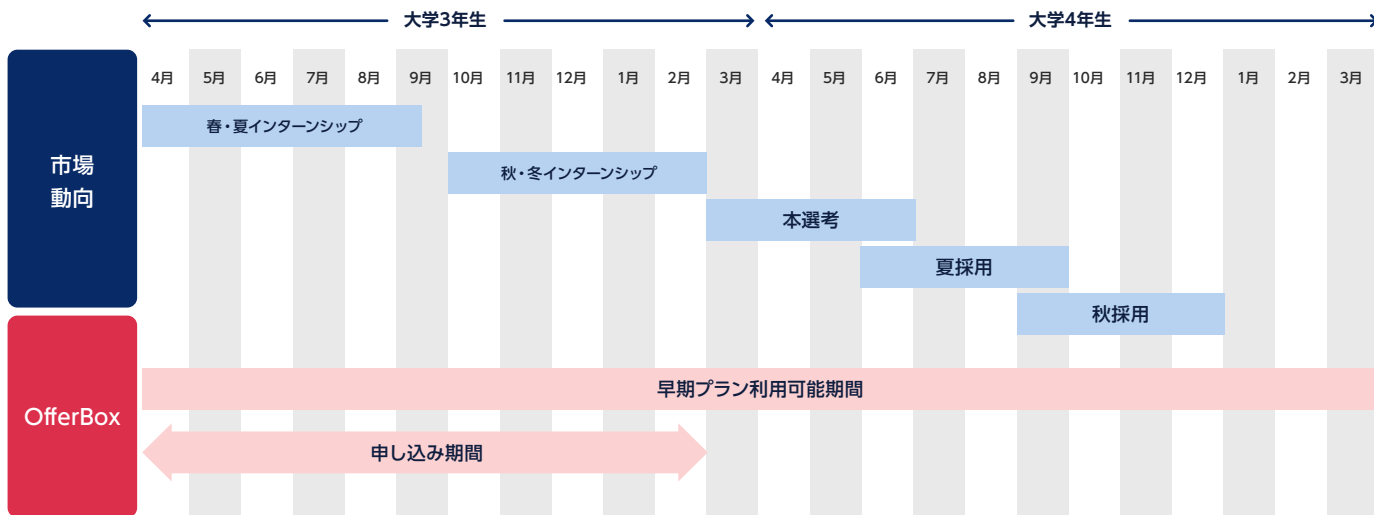 大学3年生 大学4年生
4月 5月 6月 7月 8月 9月 10月 11月 12月 1月 2月 3月 4月 5月 6月 7月 8月 9月 10月 11月 12月 1月 2月 3月
市場
動向
春・夏インターンシップ
秋・冬インターンシップ
本選考
夏採用
秋採用
OfferBox
早期プラン利用可能期間
申し込み期間